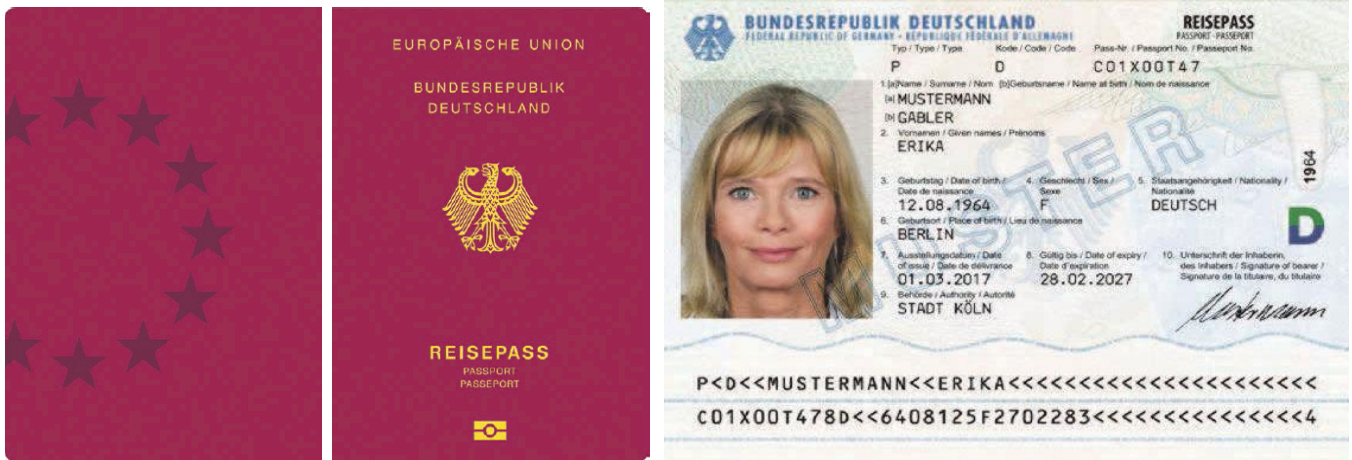 EUROPÄISCHE UNION
BUNDESREPUBLIK
DEUTSCHLAND
REISEPASS
PASSPORT
PASSEPORT
BUNDESREPUBLIK DEUTSCHLAND
FEDERAL REPUBLIC OF GERMANY · RÉPUBLIQUE FÉDÉRALE D'ALLEMAGNE
REISEPASS
PASSPORT · PASSEPORT
Typ / Type / Type Kode / Code / Code Pass-Nr. / Passport No. / Passeport No.
P D C01X00T47
1.[a]Name / Surname / Nom [b]Geburtsname / Name at birth / Nom de naissance
[a] MUSTERMANN
[b] GABLER
2. Vornamen / Given names / Prénoms
ERIKA
3. Geburtstag / Date of birth / 4. Geschlecht / Sex / 5. Staatsangehörigkeit / Nationality /
Date de naissance Sexe Nationalité
12.08.1964 F DEUTSCH
6. Geburtsort / Place of birth / Lieu de naissance
BERLIN
7. Ausstellungsdatum / Date 8. Gültig bis / Date of expiry / 10. Unterschrift der Inhaberin,
of issue / Date de délivrance Date d'expiration des Inhabers / Signature of bearer /
Signature de la titulaire, du titulaire
01.03.2017 28.02.2027
9. Behörde / Authority / Autorité
STADT KÖLN
Mustermann
1964
D
MUSTER
P<D<<MUSTERMANN<<ERIKA<<<<<<<<<<<<<<<<<<<<<<
C01X00T478D<<6408125F2702283<<<<<<<<<<<<<<<4